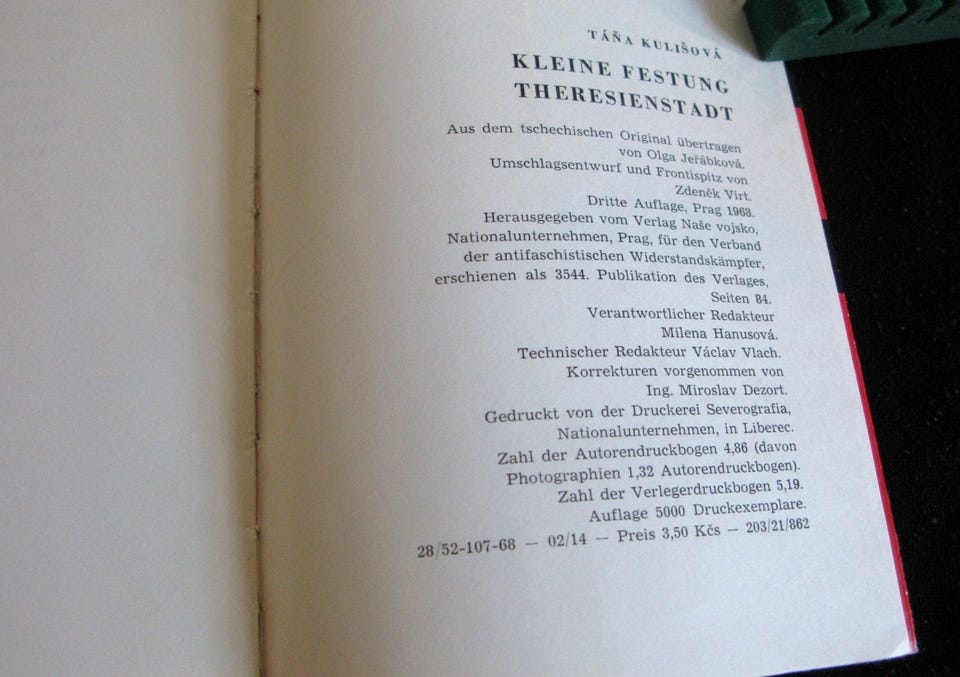 TÁŇA KULIŠOVÁ
KLEINE FESTUNG
THERESIENSTADT
Aus dem tschechischen Original übertragen
von Olga Jeřábková.
Umschlagsentwurf und Frontispitz von
Zdeněk Virt.
Dritte Auflage, Prag 1968.
Herausgegeben vom Verlag Naše vojsko,
Nationalunternehmen, Prag, für den Verband
der antifaschistischen Widerstandskämpfer,
erschienen als 3544. Publikation des Verlages,
Seiten 84.
Verantwortlicher Redakteur
Milena Hanusová.
Technischer Redakteur Václav Vlach.
Korrekturen vorgenommen von
Ing. Miroslav Dezort.
Gedruckt von der Druckerei Severografia,
Nationalunternehmen, in Liberec.
Zahl der Autorendruckbogen 4,86 (davon
Photographien 1,32 Autorendruckbogen).
Zahl der Verlegerdruckbogen 5,19.
Auflage 5000 Druckexemplare.
28/52-107-68 — 02/14 — Preis 3,50 Kčs — 203/21/862